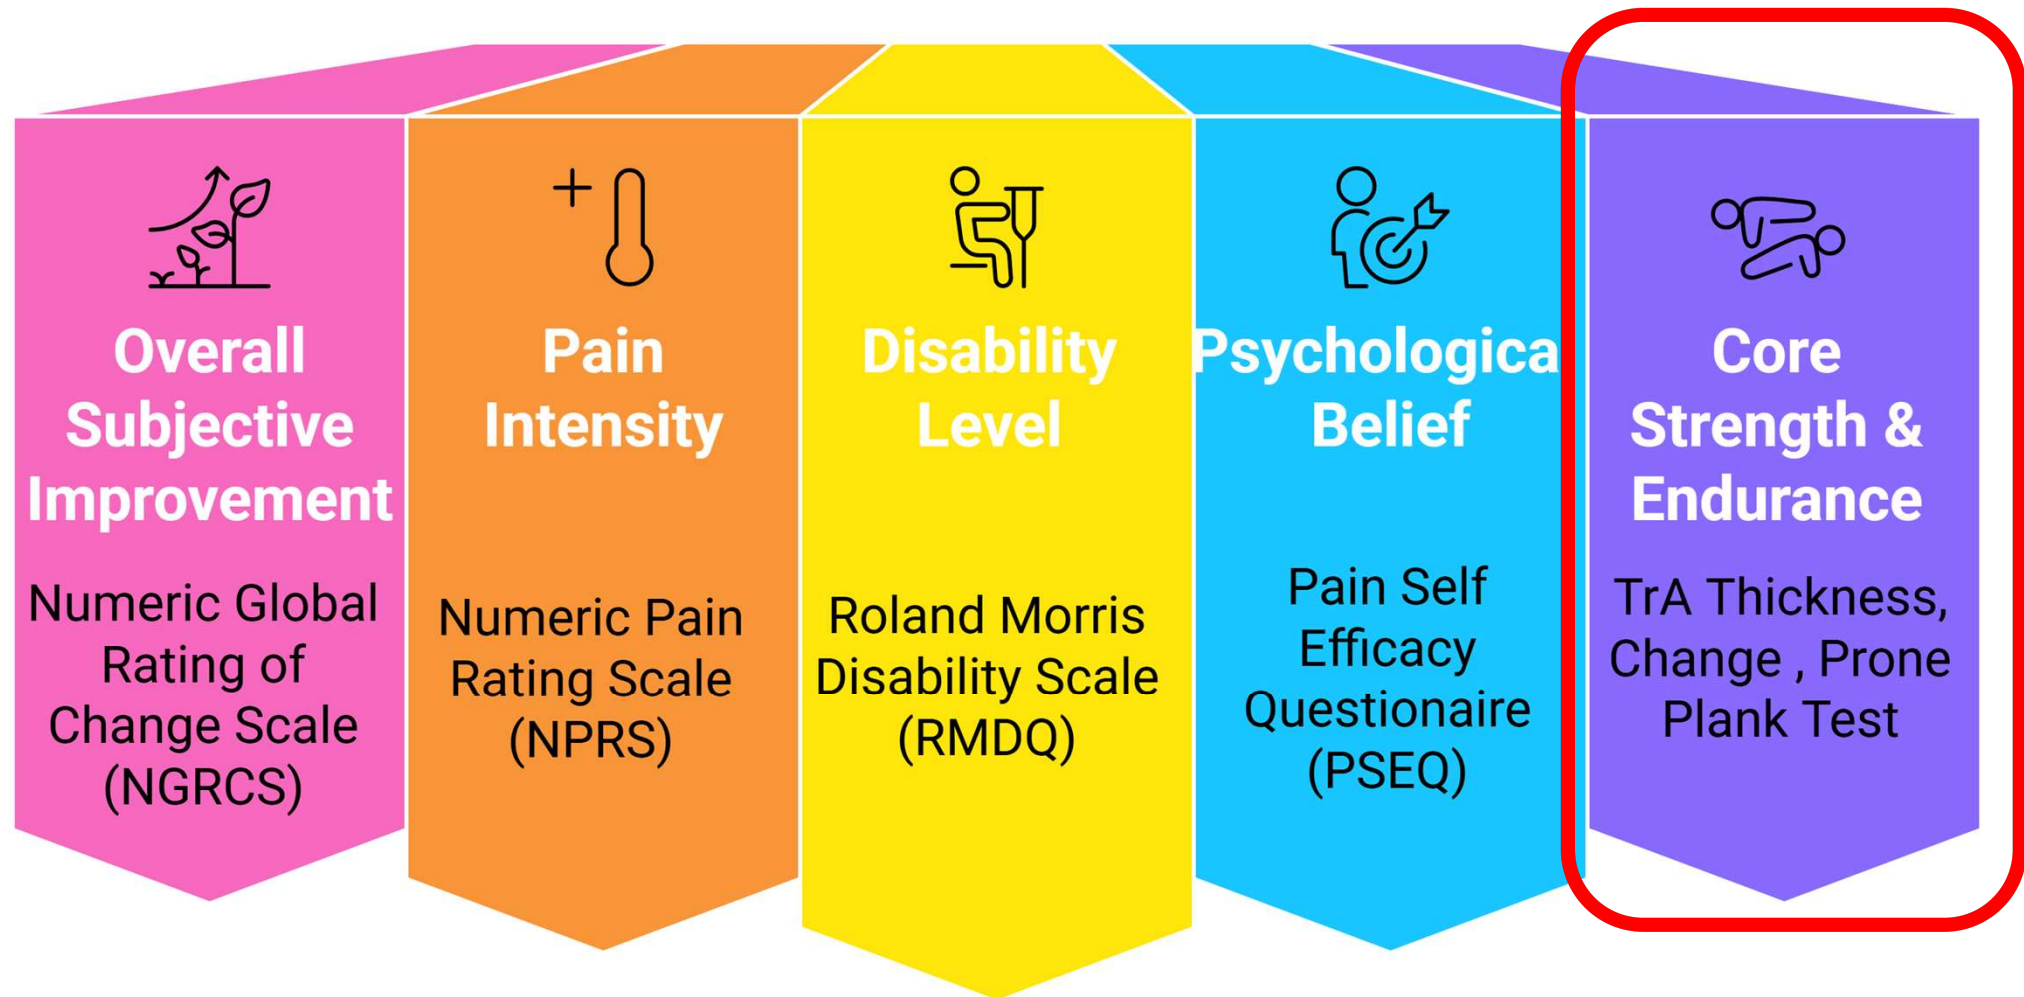 Overall
Subjective
Improvement
Numeric Global
Rating of
Change Scale
(NGRCS)
Pain
Intensity
Numeric Pain
Rating Scale
(NPRS)
Disability
Level
Roland Morris
Disability Scale
(RMDQ)
Psychologica
Belief
Pain Self
Efficacy
Questionaire
(PSEQ)
Core
Strength &
Endurance
TrA Thickness,
Change , Prone
Plank Test